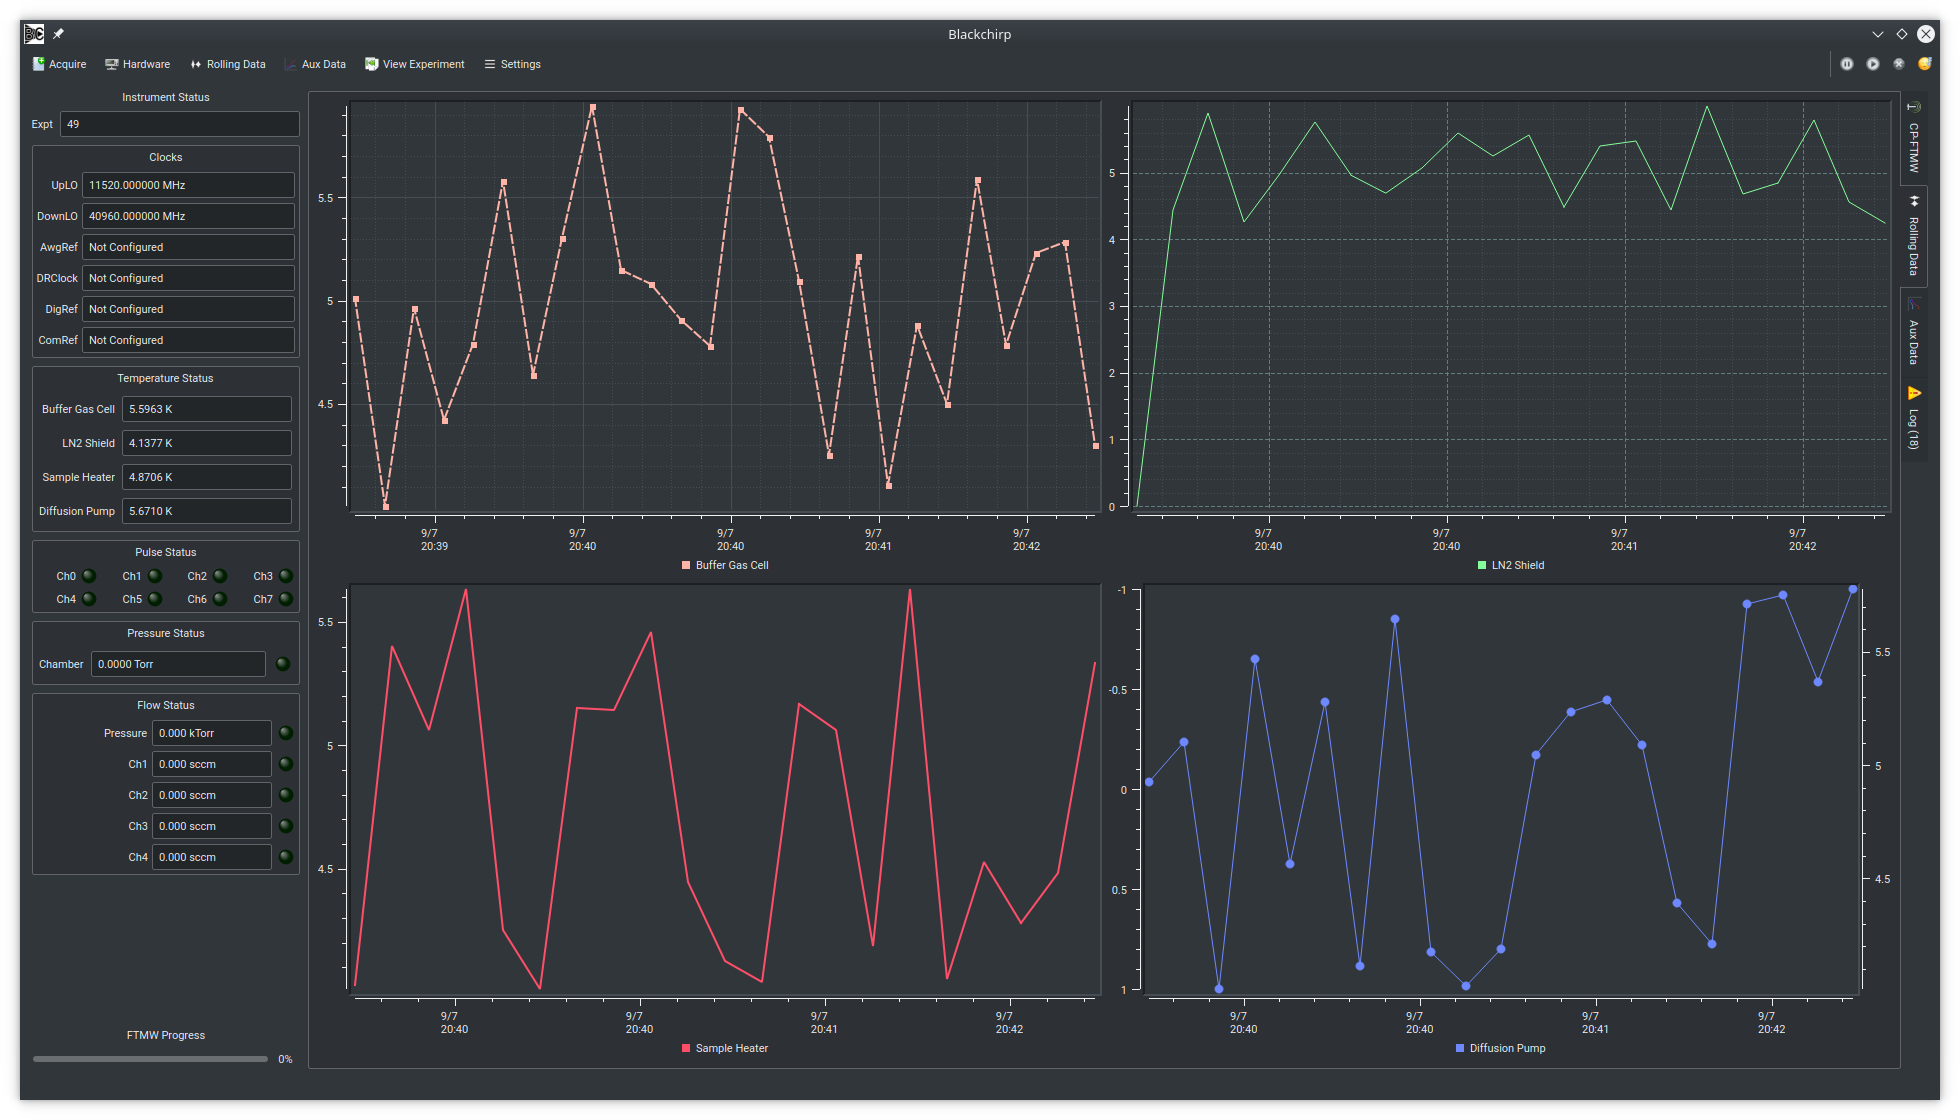 BC
Blackchirp
Acquire Hardware Rolling Data Aux Data View Experiment Settings
Instrument Status
Expt 49
Clocks
UpLO 11520.000000 MHz
DownLO 40960.000000 MHz
AwgRef Not Configured
DRClock Not Configured
DigRef Not Configured
ComRef Not Configured
Temperature Status
Buffer Gas Cell 5.5963 K
LN2 Shield 4.1377 K
Sample Heater 4.8706 K
Diffusion Pump 5.6710 K
Pulse Status
Ch0 Ch1 Ch2 Ch3
Ch4 Ch5 Ch6 Ch7
Pressure Status
Chamber 0.0000 Torr
Flow Status
Pressure 0.000 kTorr
Ch1 0.000 sccm
Ch2 0.000 sccm
Ch3 0.000 sccm
Ch4 0.000 sccm
FTMW Progress
0%
5.5
5
4.5
9/7 9/7 9/7 9/7 9/7
20:39 20:40 20:40 20:41 20:42
Buffer Gas Cell
5
4
3
2
1
0
9/7 9/7 9/7 9/7
20:40 20:40 20:41 20:42
LN2 Shield
5.5
5
4.5
9/7 9/7 9/7 9/7
20:40 20:40 20:41 20:42
Sample Heater
-1
-0.5
0
0.5
1
5.5
5
4.5
9/7 9/7 9/7 9/7
20:40 20:40 20:41 20:42
Diffusion Pump
CP-FTMW
Rolling Data
Aux Data
Log (18)